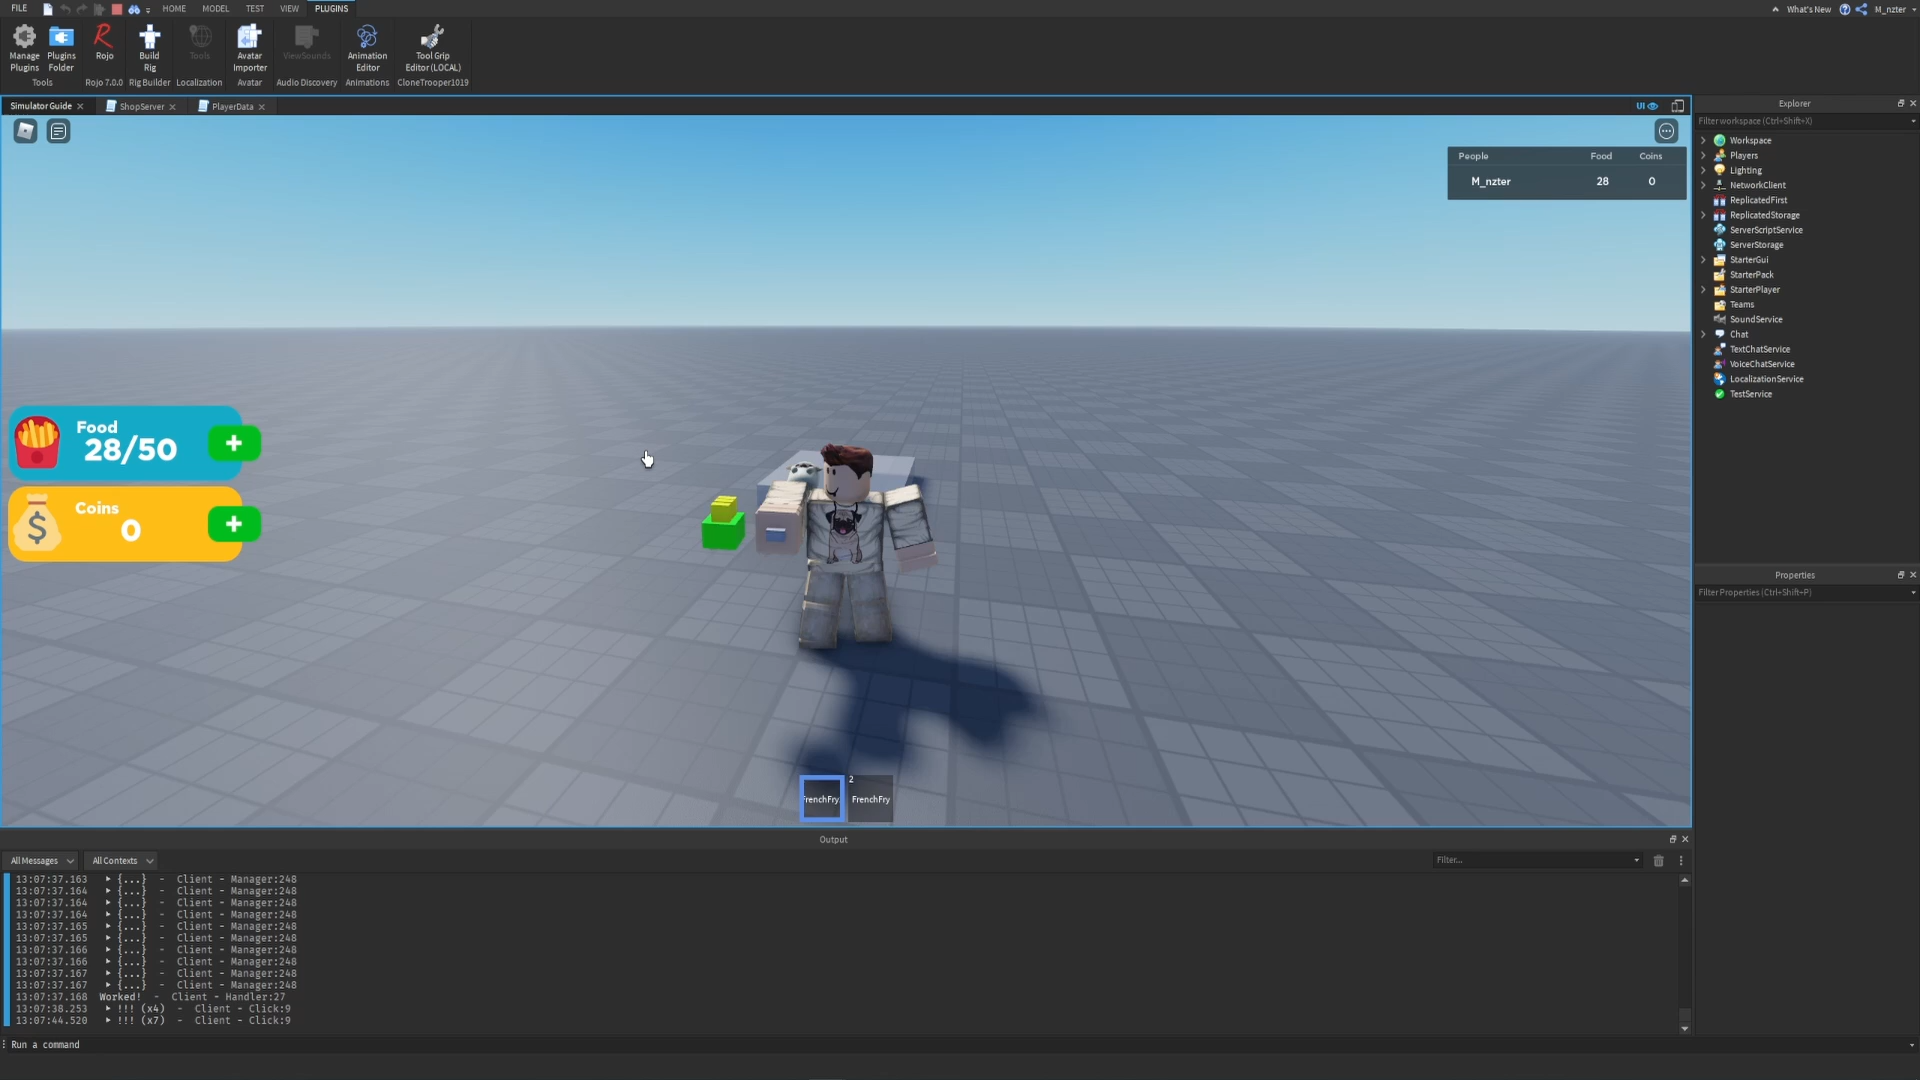 FILE HOME MODEL TEST VIEW PLUGINS What's New M_nzter
Manage Plugins Plugins Folder Rojo Build Rig Tools Avatar Importer ViewSounds Animation Editor Tool Grip Editor (LOCAL)
Tools Rojo 7.0.0 Rig Builder Localization Avatar Audio Discovery Animations CloneTrooper1019
Simulator Guide ShopServer PlayerData UI
People Food Coins
M_nzter 28 0
Food
28/50
+
Coins
0
+
$
FrenchFry
2
FrenchFry
Explorer
Filter workspace (Ctrl+Shift+X)
Workspace
Players
Lighting
NetworkClient
ReplicatedFirst
ReplicatedStorage
ServerScriptService
ServerStorage
StarterGui
StarterPack
StarterPlayer
Teams
SoundService
Chat
TextChatService
VoiceChatService
LocalizationService
TestService
Properties
Filter Properties (Ctrl+Shift+P)
Output
All Messages All Contexts Filter...
13:07:37.163 {...} - Client - Manager:248
13:07:37.164 {...} - Client - Manager:248
13:07:37.164 {...} - Client - Manager:248
13:07:37.164 {...} - Client - Manager:248
13:07:37.165 {...} - Client - Manager:248
13:07:37.165 {...} - Client - Manager:248
13:07:37.166 {...} - Client - Manager:248
13:07:37.166 {...} - Client - Manager:248
13:07:37.167 {...} - Client - Manager:248
13:07:37.167 {...} - Client - Manager:248
13:07:37.168 Worked! - Client - Handler:27
13:07:38.253 !!! (x4) - Client - Click:9
13:07:44.520 !!! (x7) - Client - Click:9
Run a command